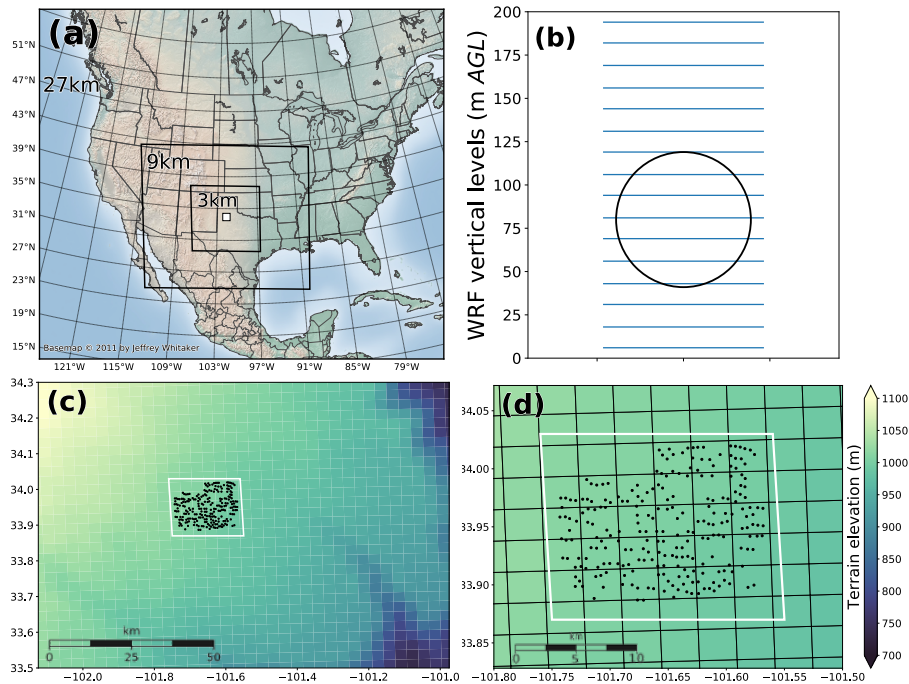 (a)
51°N
47°N
43°N
39°N
35°N
31°N
27°N
23°N
19°N
15°N
27km
9km
3km
Basemap © 2011 by Jeffrey Whitaker
121°W 115°W 109°W 103°W 97°W 91°W 85°W 79°W
(b)
WRF vertical levels (m AGL)
200
175
150
125
100
75
50
25
0
(c)
34.3
34.2
34.1
34.0
33.9
33.8
33.7
33.6
33.5
km
0 25 50
−102.0 −101.8 −101.6 −101.4 −101.2 −101.0
(d)
34.05
34.00
33.95
33.90
33.85
km
0 5 10
−101.80 −101.75 −101.70 −101.65 −101.60 −101.55 −101.50
Terrain elevation (m)
1100
1050
1000
950
900
850
800
750
700